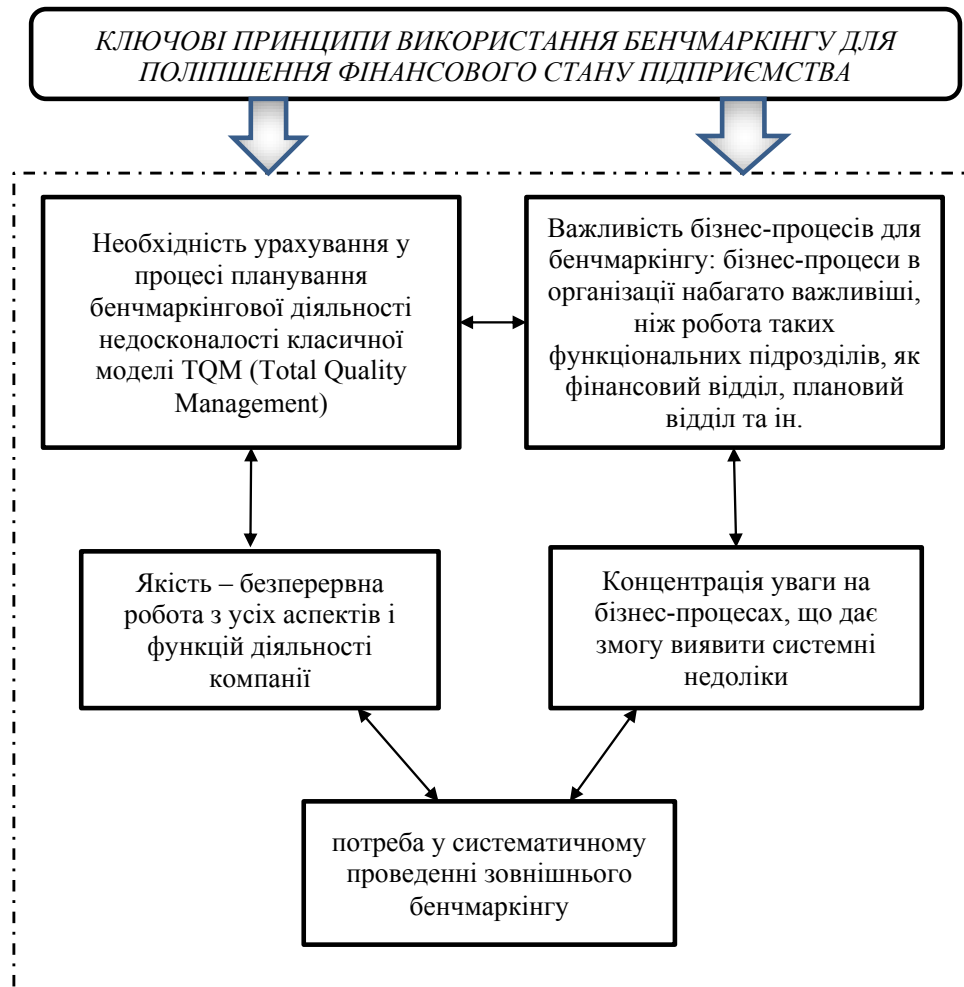 КЛЮЧОВІ ПРИНЦИПИ ВИКОРИСТАННЯ БЕНЧМАРКІНГУ ДЛЯ
ПОЛІПШЕННЯ ФІНАНСОВОГО СТАНУ ПІДПРИЄМСТВА
Необхідність урахування у
процесі планування
бенчмаркінгової діяльності
недосконалості класичної
моделі TQM (Total Quality
Management)
Важливість бізнес-процесів для
бенчмаркінгу: бізнес-процеси в
організації набагато важливіші,
ніж робота таких
функціональних підрозділів, як
фінансовий відділ, плановий
відділ та ін.
Якість – безперервна
робота з усіх аспектів і
функцій діяльності
компанії
Концентрація уваги на
бізнес-процесах, що дає
змогу виявити системні
недоліки
потреба у систематичному
проведенні зовнішнього
бенчмаркінгу